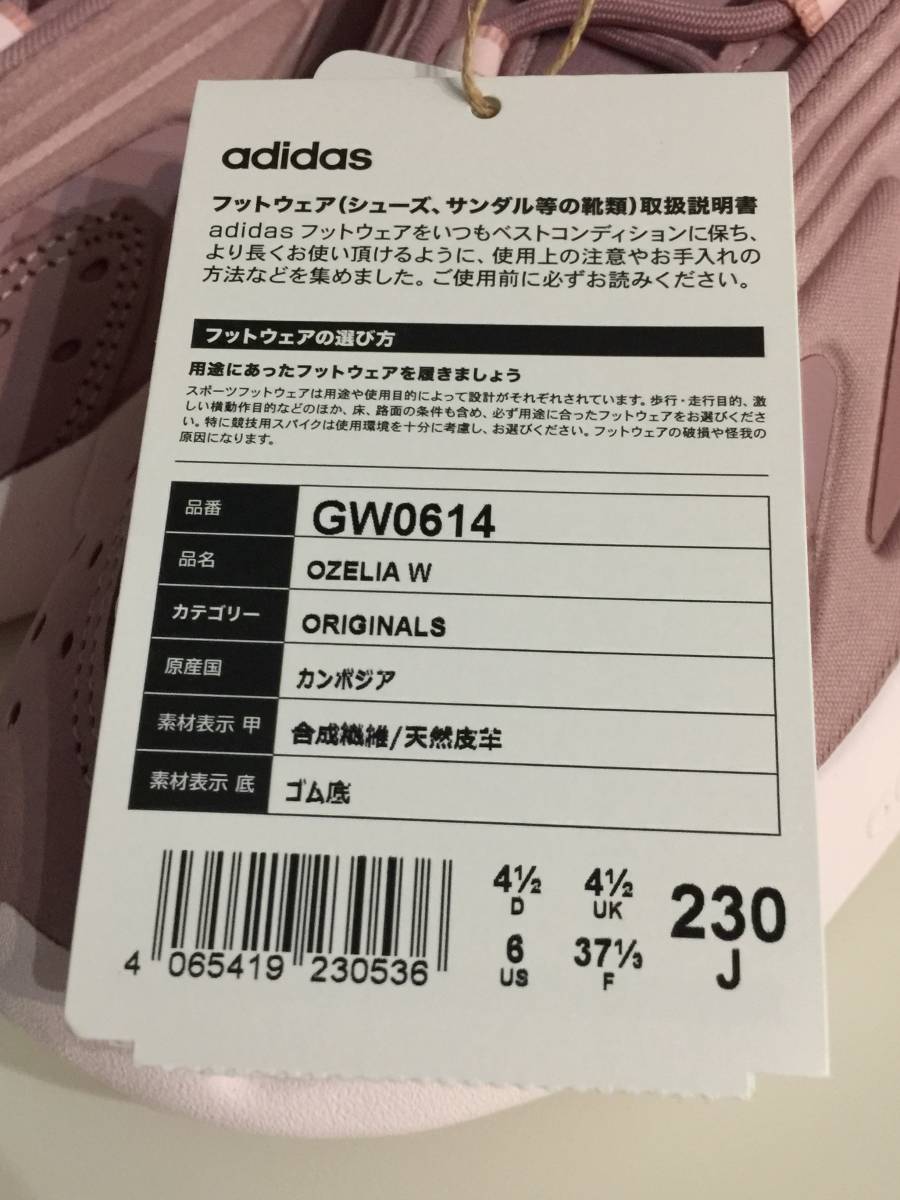 adidas
フットウェア(シューズ、サンダル等の靴類)取扱説明書
adidas フットウェアをいつもベストコンディションに保ち、
より長くお使い頂けるように、使用上の注意やお手入れの
方法などを集めました。ご使用前に必ずお読みください。
フットウェアの選び方
用途にあったフットウェアを履きましょう
スポーツフットウェアは用途や使用目的によって設計がそれぞれされています。歩行・走行目的、激
しい横動作目的などのほか、床、路面の条件も含め、必ず用途に合ったフットウェアをお選びくださ
い。特に競技用スパイクは使用環境を十分に考慮し、お選びください。フットウェアの破損や怪我の
原因になります。
品番 GW0614
品名 OZELIA W
カテゴリー ORIGINALS
原産国 カンボジア
素材表示 甲 合成繊維/天然皮羊
素材表示 底 ゴム底
4½ D 4½ UK 230 J
6 US 37⅓ F
4 065419 230536